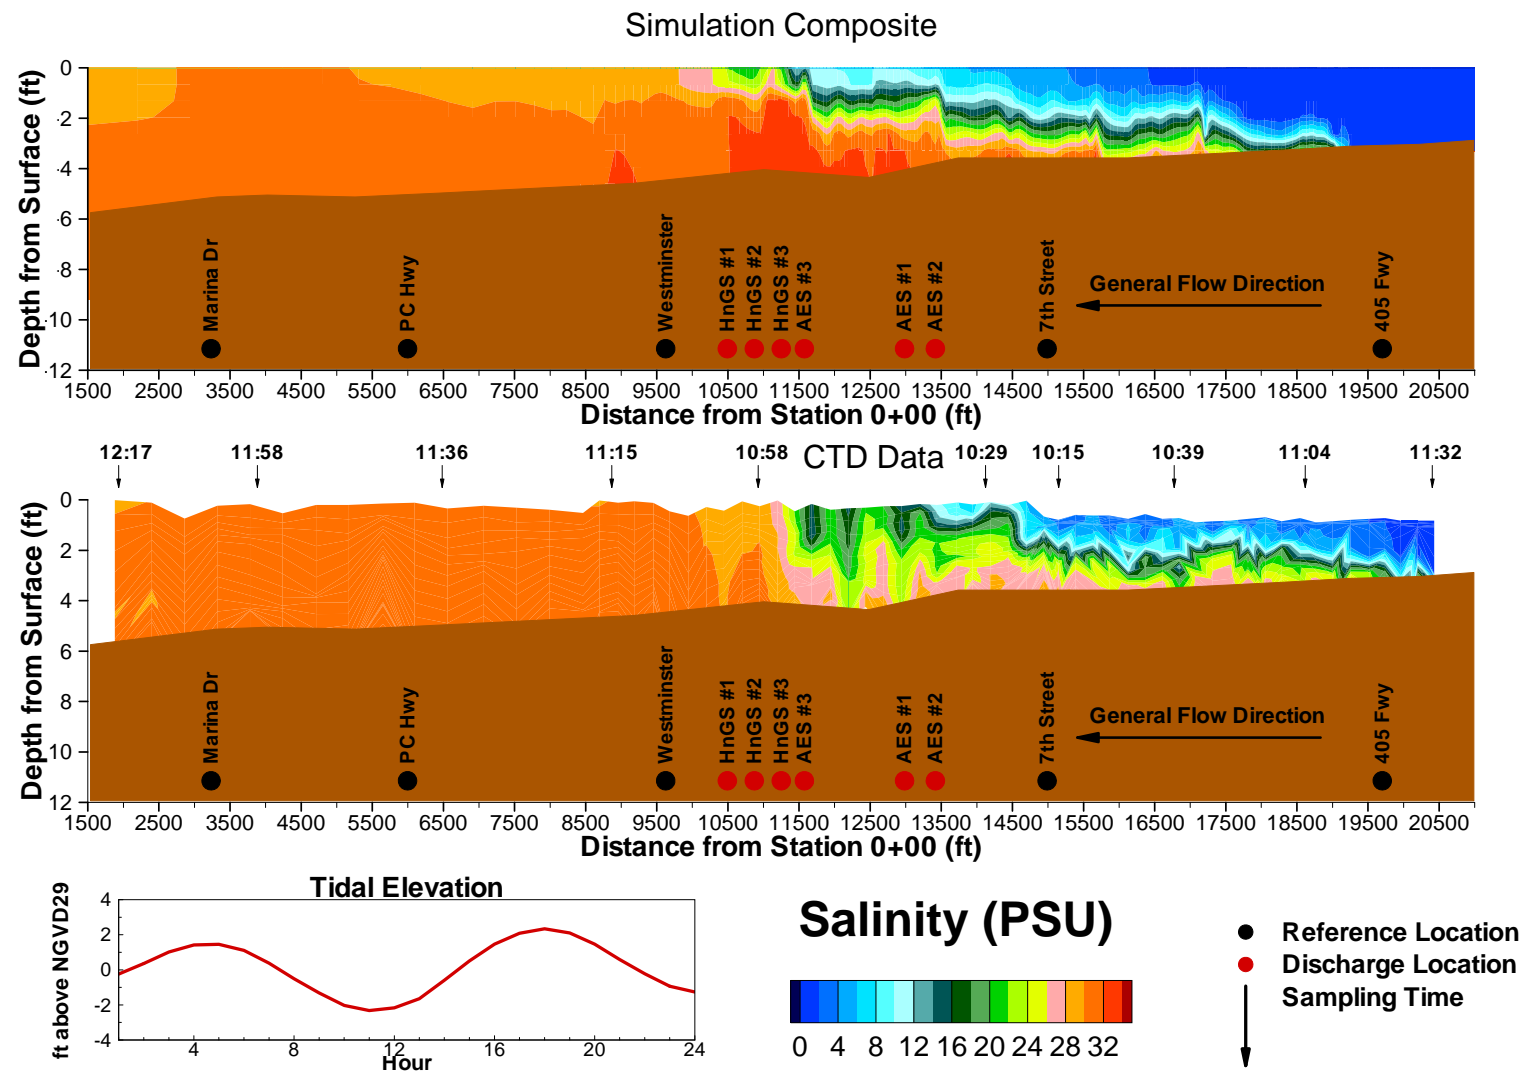 Simulation Composite
Depth from Surface (ft)
0
-2
-4
-6
-8
-10
-12
Marina Dr
PC Hwy
Westminster
HnGS #1
HnGS #2
HnGS #3
AES #3
AES #1
AES #2
7th Street
General Flow Direction
405 Fwy
1500 2500 3500 4500 5500 6500 7500 8500 9500 10500 11500 12500 13500 14500 15500 16500 17500 18500 19500 20500
Distance from Station 0+00 (ft)
12:17 11:58 11:36 11:15 10:58 CTD Data 10:29 10:15 10:39 11:04 11:32
Depth from Surface (ft)
0
2
4
6
8
10
12
Marina Dr
PC Hwy
Westminster
HnGS #1
HnGS #2
HnGS #3
AES #3
AES #1
AES #2
7th Street
General Flow Direction
405 Fwy
1500 2500 3500 4500 5500 6500 7500 8500 9500 10500 11500 12500 13500 14500 15500 16500 17500 18500 19500 20500
Distance from Station 0+00 (ft)
Tidal Elevation
ft above NGVD29
4
2
0
-2
-4
4 8 12 16 20 24
Hour
Salinity (PSU)
0 4 8 12 16 20 24 28 32
Reference Location
Discharge Location
Sampling Time